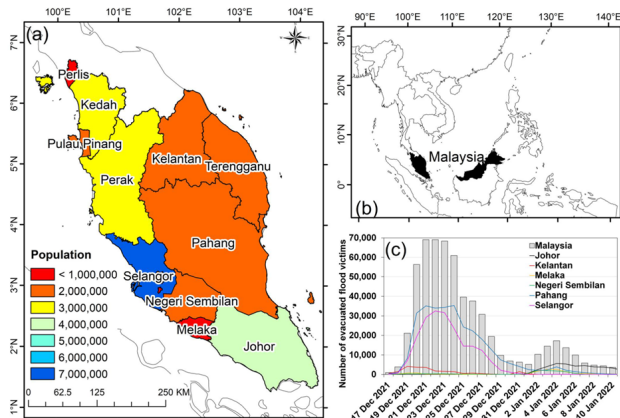 100°E 101°E 102°E 103°E 104°E
(a)
7°N
6°N
5°N
4°N
3°N
2°N
1°N
Perlis
Kedah
Pulau Pinang
Kelantan
Terengganu
Perak
Pahang
Selangor
Negeri Sembilan
Melaka
Johor
Population
< 1,000,000
2,000,000
3,000,000
4,000,000
5,000,000
6,000,000
7,000,000
0 62.5 125 250 KM
90°E 100°E 110°E 120°E 130°E 140°E
30°N
20°N
10°N
0°N
Malaysia
(b)
(c)
Number of evacuated flood victims
70,000
60,000
50,000
40,000
30,000
20,000
10,000
0
Malaysia
Johor
Kelantan
Melaka
Negeri Sembilan
Pahang
Selangor
17 Dec 2021
19 Dec 2021
21 Dec 2021
23 Dec 2021
25 Dec 2021
27 Dec 2021
29 Dec 2021
31 Dec 2021
Jan 2022
4 Jan 2022
6 Jan 2022
8 Jan 2022
10 Jan 2022